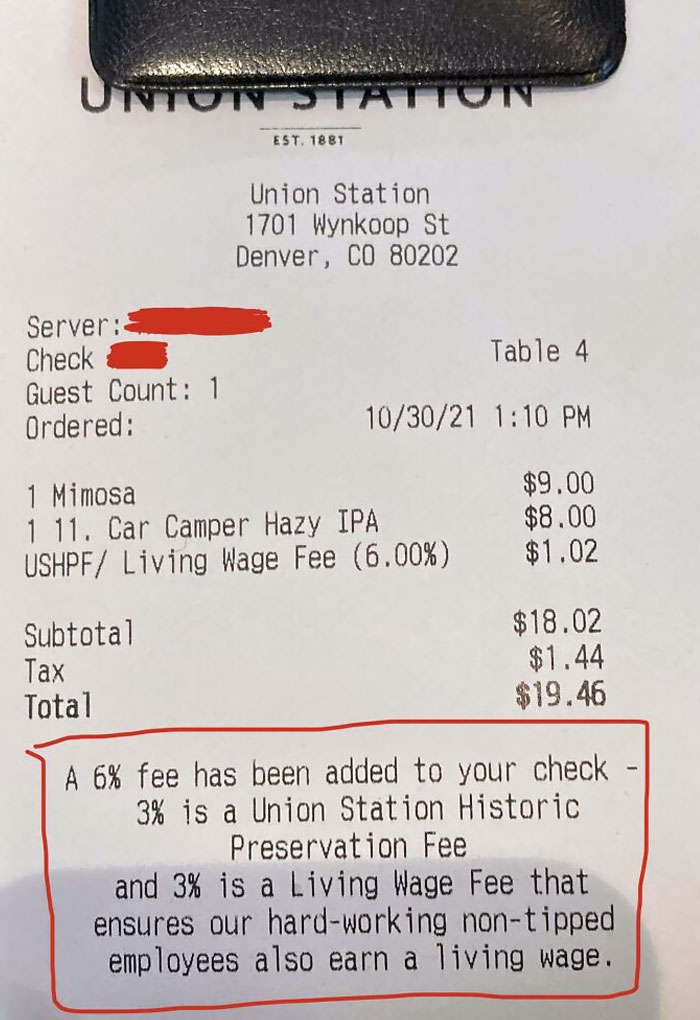 UNION STATION
EST. 1881
Union Station
1701 Wynkoop St
Denver, CO 80202
Server:
Check
Table 4
Guest Count: 1
Ordered: 10/30/21 1:10 PM
1 Mimosa $9.00
1 11. Car Camper Hazy IPA $8.00
USHPF/ Living Wage Fee (6.00%) $1.02
Subtotal $18.02
Tax $1.44
Total $19.46
A 6% fee has been added to your check -
3% is a Union Station Historic
Preservation Fee
and 3% is a Living Wage Fee that
ensures our hard-working non-tipped
employees also earn a living wage.